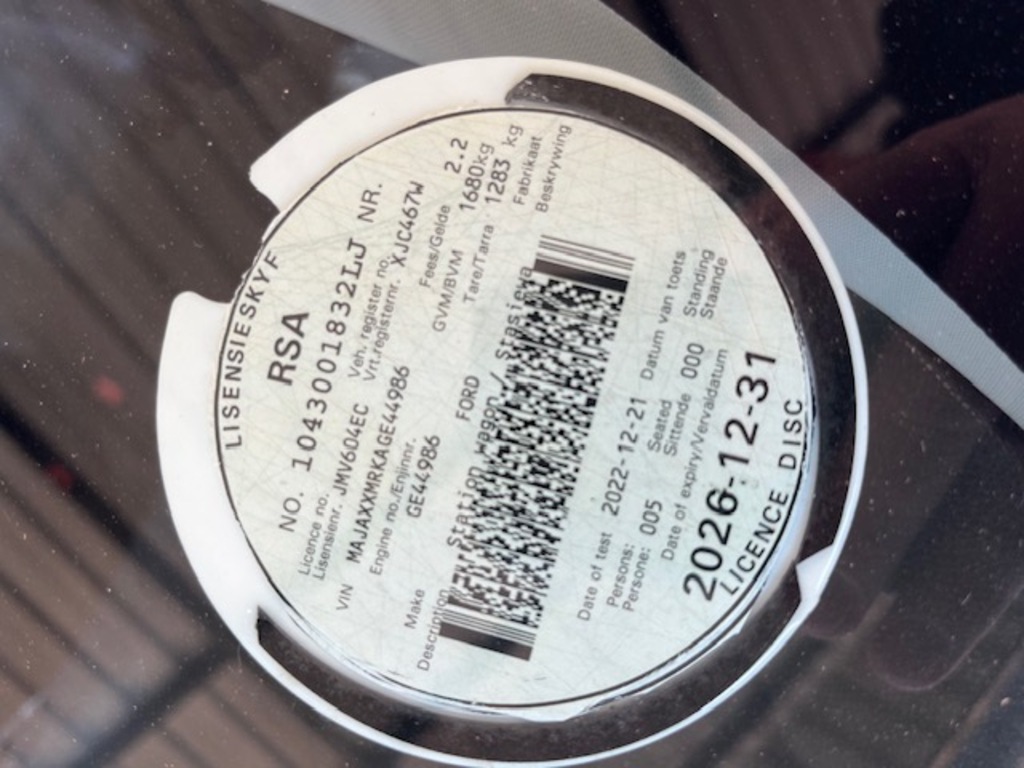 LISENSIESKYF
RSA
NO. 1043001832LJ NR.
Licence no. Veh. register no.
Lisensienr. JMV604EC Vrt.registernr. XJC467W
VIN MAJAXXMRKAGE44986 Fees/Gelde 2.2
Engine no./Enjinnr. GVM/BVM 1680kg
GE44986 Tare/Tarra 1283 kg
Make FORD Fabrikaat
Description Station wagon/Stasiewa Beskrywing
Date of test 2022-12-21 Datum van toets
Persons: Seated Standing
Persone: 005 Sittende 000 Staande
Date of expiry/Vervaldatum
2026-12-31
LICENCE DISC